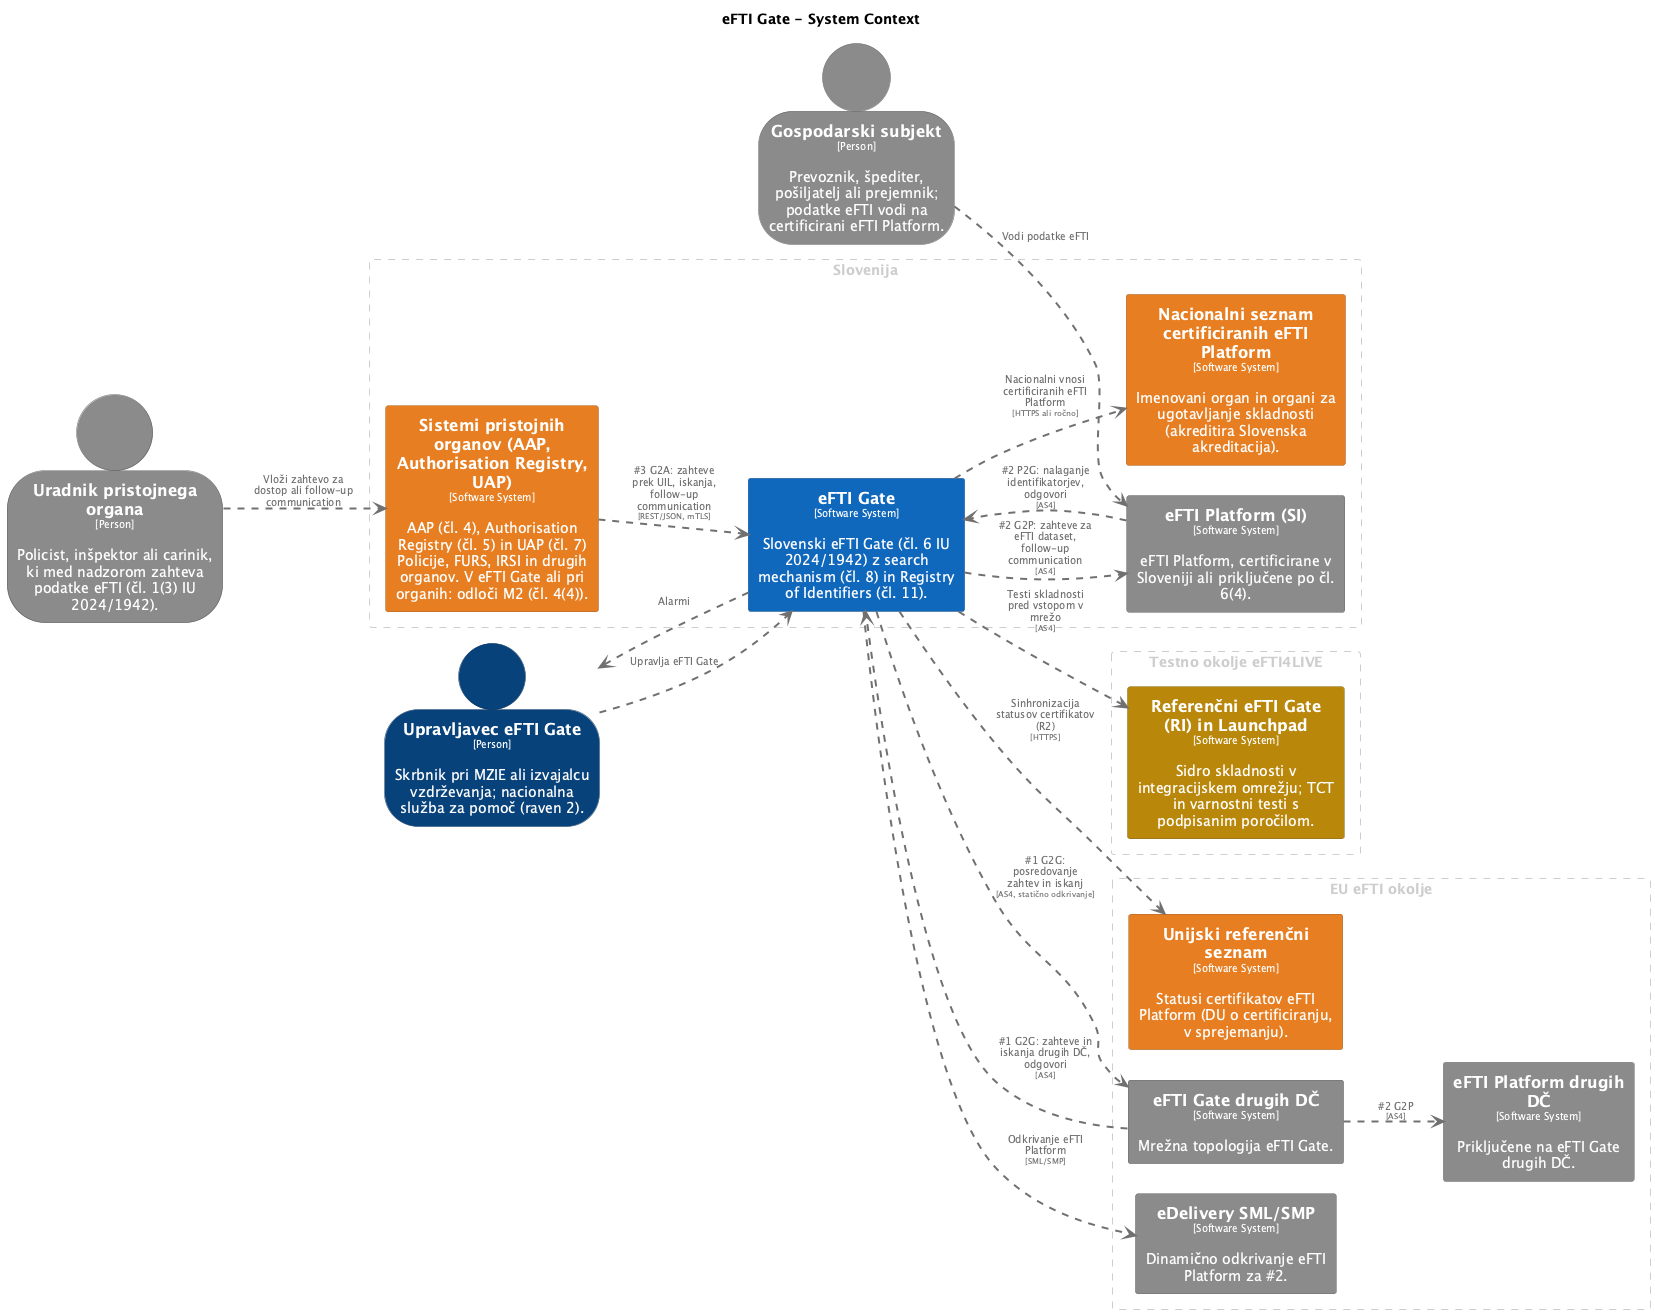 eFTI Gate – System Context
Gospodarski subjekt
[Person]
Prevoznik, špediter,
pošiljatelj ali prejemnik;
podatke eFTI vodi na
certificirani eFTI Platform.
Vodi podatke eFTI
Slovenija
Nacionalni seznam
certificiranih eFTI
Platform
[Software System]
Imenovani organ in organi za
ugotavljanje skladnosti
(akreditira Slovenska
akreditacija).
Nacionalni vnosi
certificiranih eFTI
Platform
[HTTPS ali ročno]
Uradnik pristojnega
organa
[Person]
Policist, inšpektor ali carinik,
ki med nadzorom zahteva
podatke eFTI (čl. 1(3) IU
2024/1942).
Vloži zahtevo za
dostop ali follow-up
communication
Sistemi pristojnih
organov (AAP,
Authorisation Registry,
UAP)
[Software System]
AAP (čl. 4), Authorisation
Registry (čl. 5) in UAP (čl. 7)
Policije, FURS, IRSI in drugih
organov. V eFTI Gate ali pri
organih: odloči M2 (čl. 4(4)).
#3 G2A: zahteve
prek UIL, iskanja,
follow-up
communication
[REST/JSON, mTLS]
eFTI Gate
[Software System]
Slovenski eFTI Gate (čl. 6 IU
2024/1942) z search
mechanism (čl. 8) in Registry
of Identifiers (čl. 11).
#2 P2G: nalaganje
identifikatorjev,
odgovori
[AS4]
#2 G2P: zahteve za
eFTI dataset,
follow-up
communication
[AS4]
eFTI Platform (SI)
[Software System]
eFTI Platform, certificirane v
Sloveniji ali priključene po čl.
6(4).
Testi skladnosti
pred vstopom v
mrežo
[AS4]
Alarmi
Upravlja eFTI Gate
Upravljavec eFTI Gate
[Person]
Skrbnik pri MZIE ali izvajalcu
vzdrževanja; nacionalna
služba za pomoč (raven 2).
Testno okolje eFTI4LIVE
Referenčni eFTI Gate
(RI) in Launchpad
[Software System]
Sidro skladnosti v
integracijskem omrežju; TCT
in varnostni testi s
podpisanim poročilom.
Sinhronizacija
statusov certifikatov
(R2)
[HTTPS]
#1 G2G:
posredovanje
zahtev in iskanj
[AS4, statično odkrivanje]
EU eFTI okolje
Unijski referenčni
seznam
[Software System]
Statusi certifikatov eFTI
Platform (DU o certificiranju,
v sprejemanju).
#1 G2G: zahteve in
iskanja drugih DČ,
odgovori
[AS4]
eFTI Gate drugih DČ
[Software System]
Mrežna topologija eFTI Gate.
#2 G2P
[AS4]
eFTI Platform drugih
DČ
[Software System]
Priključene na eFTI Gate
drugih DČ.
Odkrivanje eFTI
Platform
[SML/SMP]
eDelivery SML/SMP
[Software System]
Dinamično odkrivanje eFTI
Platform za #2.